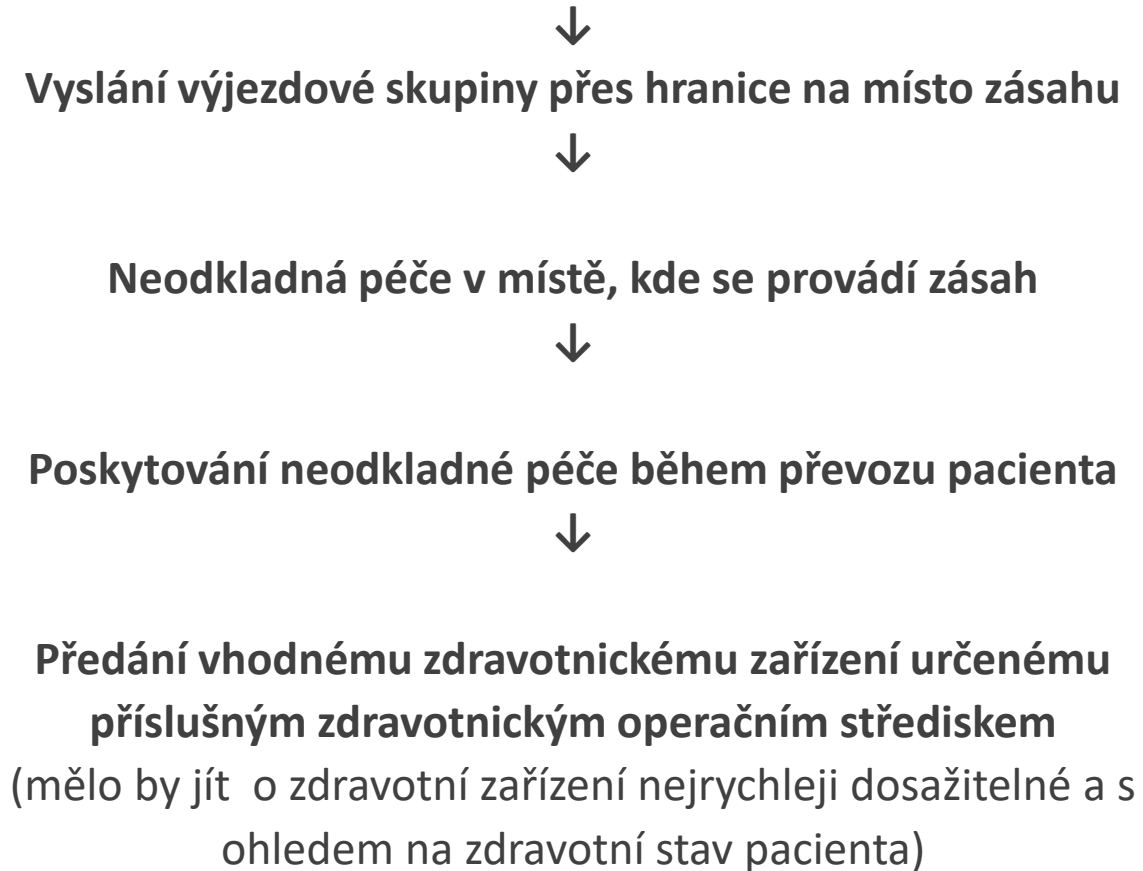 ↓
Vyslání výjezdové skupiny přes hranice na místo zásahu
↓
Neodkladná péče v místě, kde se provádí zásah
↓
Poskytování neodkladné péče během převozu pacienta
↓
Předání vhodnému zdravotnickému zařízení určenému
příslušným zdravotnickým operačním střediskem
(mělo by jít  o zdravotní zařízení nejrychleji dosažitelné a s
ohledem na zdravotní stav pacienta)